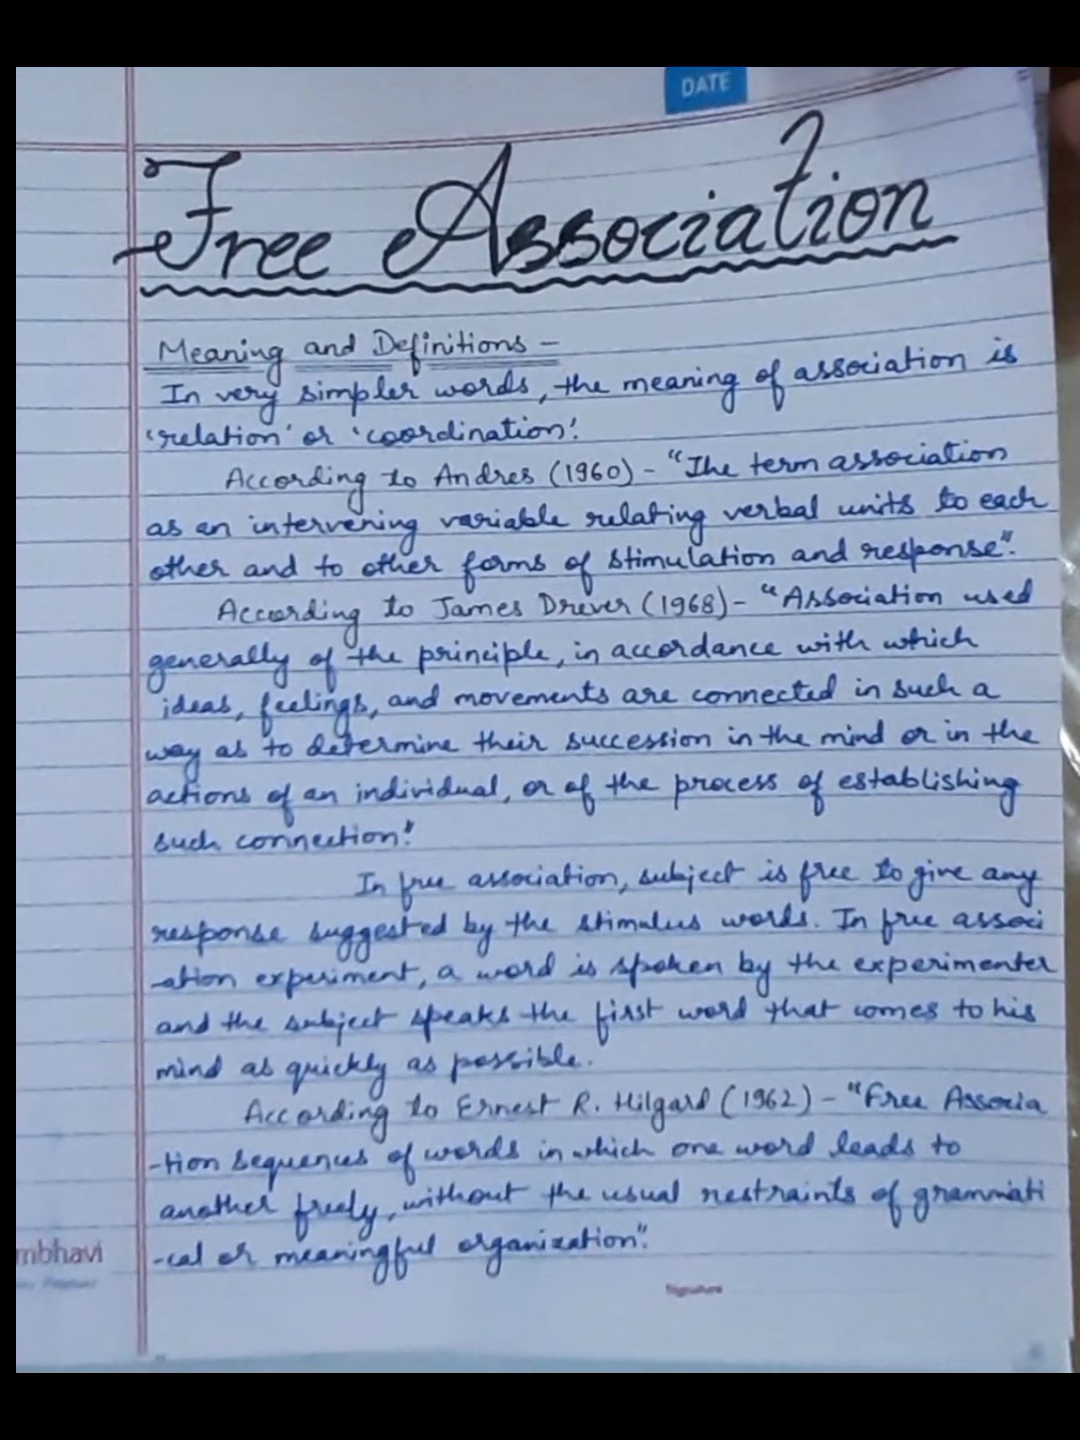 DATE
Free Association
Meaning and Definitions -
In very simpler words, the meaning of association is
'relation' or 'coordination'.
According to Andres (1960) - "The term association
as an intervening variable relating verbal units to each
other and to other forms of stimulation and response".
According to James Drever (1968) - "Association used
generally of the principle, in accordance with which
ideas, feelings, and movements are connected in such a
way as to determine their succession in the mind or in the
actions of an individual, or of the process of establishing
such connection".
In free association, subject is free to give any
response suggested by the stimulus words. In free associ
-ation experiment, a word is spoken by the experimenter
and the subject speaks the first word that comes to his
mind as quickly as possible.
According to Ernest R. Hilgard (1962) - "Free Associa
-tion sequences of words in which one word leads to
another freely, without the usual restraints of grammati
-cal or meaningful organization".
mbhavi
Signature